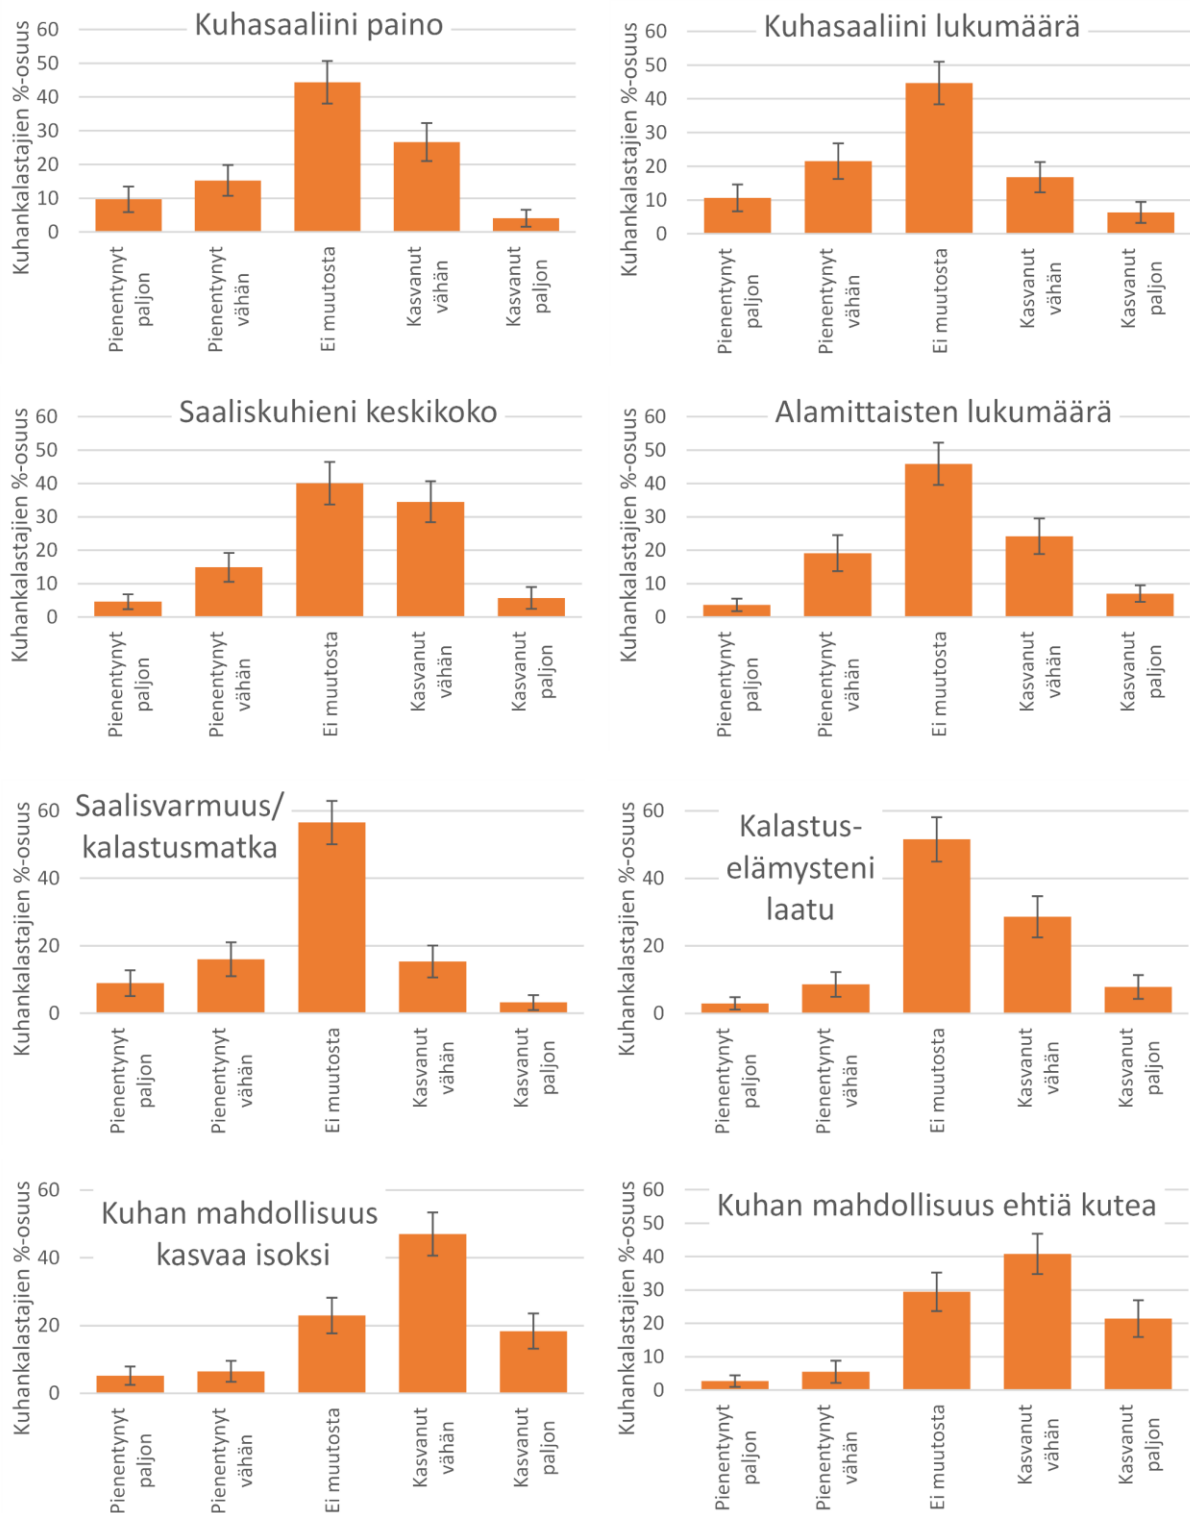 Kuhasaaliini paino
Kuhankalastajien %-osuus
60
50
40
30
20
10
0
Pienentynyt
paljon
Pienentynyt
vähän
Ei muutosta
Kasvanut
vähän
Kasvanut
paljon
Kuhasaaliini lukumäärä
Kuhankalastajien %-osuus
60
50
40
30
20
10
0
Pienentynyt
paljon
Pienentynyt
vähän
Ei muutosta
Kasvanut
vähän
Kasvanut
paljon
Saaliskuhieni keskikoko
Kuhankalastajien %-osuus
60
50
40
30
20
10
0
Pienentynyt
paljon
Pienentynyt
vähän
Ei muutosta
Kasvanut
vähän
Kasvanut
paljon
Alamittaisten lukumäärä
Kuhankalastajien %-osuus
60
50
40
30
20
10
0
Pienentynyt
paljon
Pienentynyt
vähän
Ei muutosta
Kasvanut
vähän
Kasvanut
paljon
Saalisvarmuus/
kalastusmatka
Kuhankalastajien %-osuus
60
40
20
0
Pienentynyt
paljon
Pienentynyt
vähän
Ei muutosta
Kasvanut
vähän
Kasvanut
paljon
Kalastus-
elämysteni
laatu
Kuhankalastajien %-osuus
60
40
20
0
Pienentynyt
paljon
Pienentynyt
vähän
Ei muutosta
Kasvanut
vähän
Kasvanut
paljon
Kuhan mahdollisuus
kasvaa isoksi
Kuhankalastajien %-osuus
60
40
20
0
Pienentynyt
paljon
Pienentynyt
vähän
Ei muutosta
Kasvanut
vähän
Kasvanut
paljon
Kuhan mahdollisuus ehtiä kutea
Kuhankalastajien %-osuus
60
50
40
30
20
10
0
Pienentynyt
paljon
Pienentynyt
vähän
Ei muutosta
Kasvanut
vähän
Kasvanut
paljon